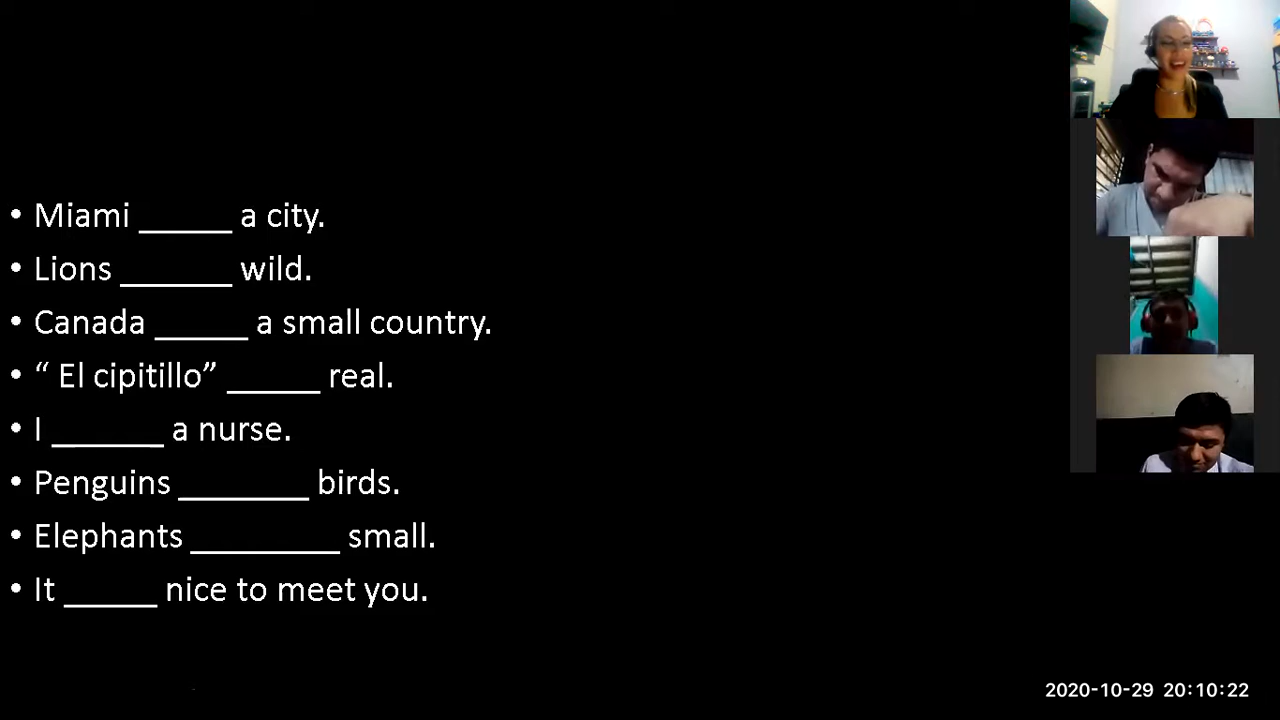 • Miami ______ a city.
• Lions _______ wild.
• Canada ______ a small country.
• “ El cipitillo” ______ real.
• I _______ a nurse.
• Penguins ________ birds.
• Elephants _________ small.
• It ______ nice to meet you.
2020-10-29 20:10:22